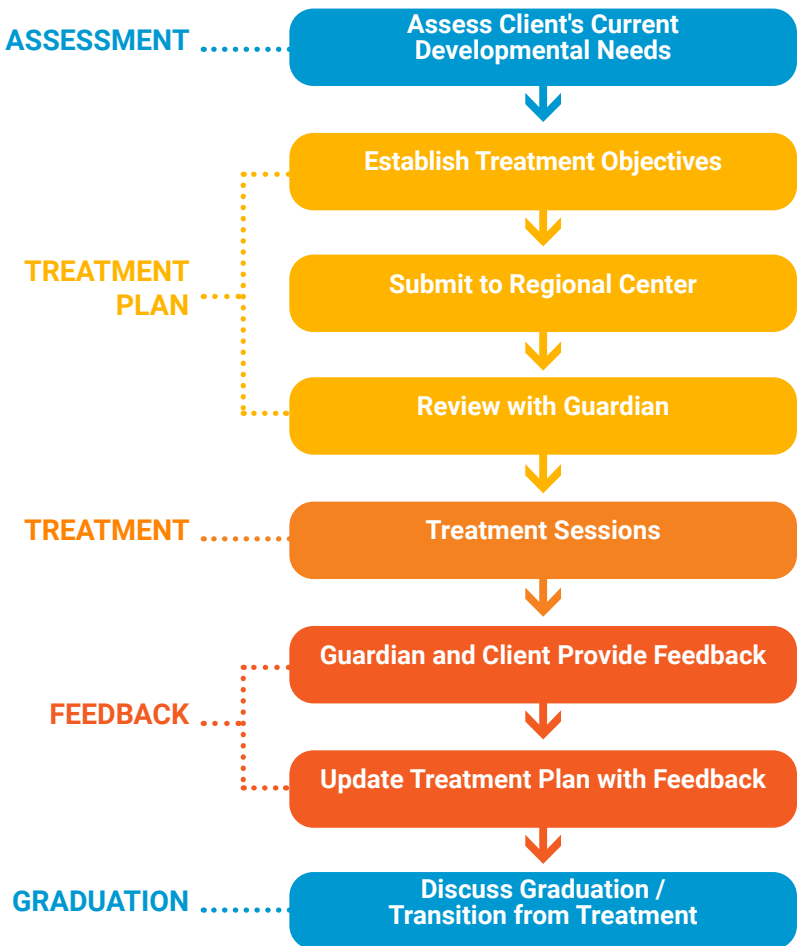 ASSESSMENT
Assess Client's Current
Developmental Needs
Establish Treatment Objectives
TREATMENT
PLAN
Submit to Regional Center
Review with Guardian
TREATMENT
Treatment Sessions
Guardian and Client Provide Feedback
FEEDBACK
Update Treatment Plan with Feedback
GRADUATION
Discuss Graduation /
Transition from Treatment